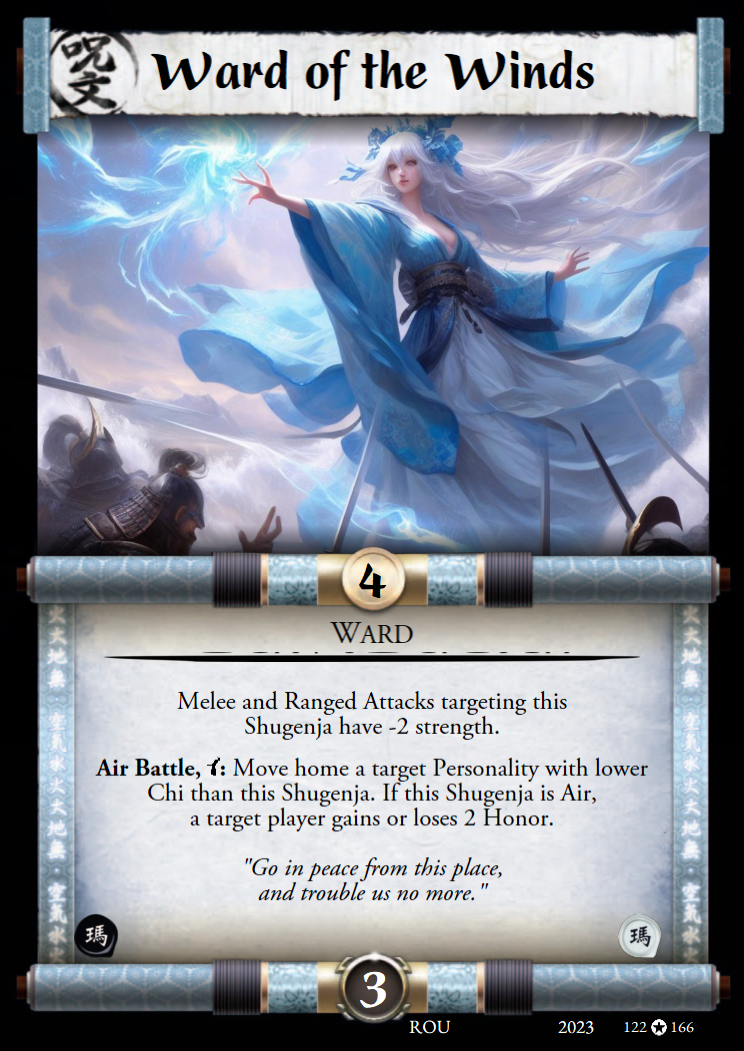 呪文
Ward of the Winds
4
Ward
Melee and Ranged Attacks targeting this
Shugenja have -2 strength.
Air Battle, : Move home a target Personality with lower
Chi than this Shugenja. If this Shugenja is Air,
a target player gains or loses 2 Honor.
"Go in peace from this place,
and trouble us no more."
瑪
瑪
3
ROU 2023 122 166